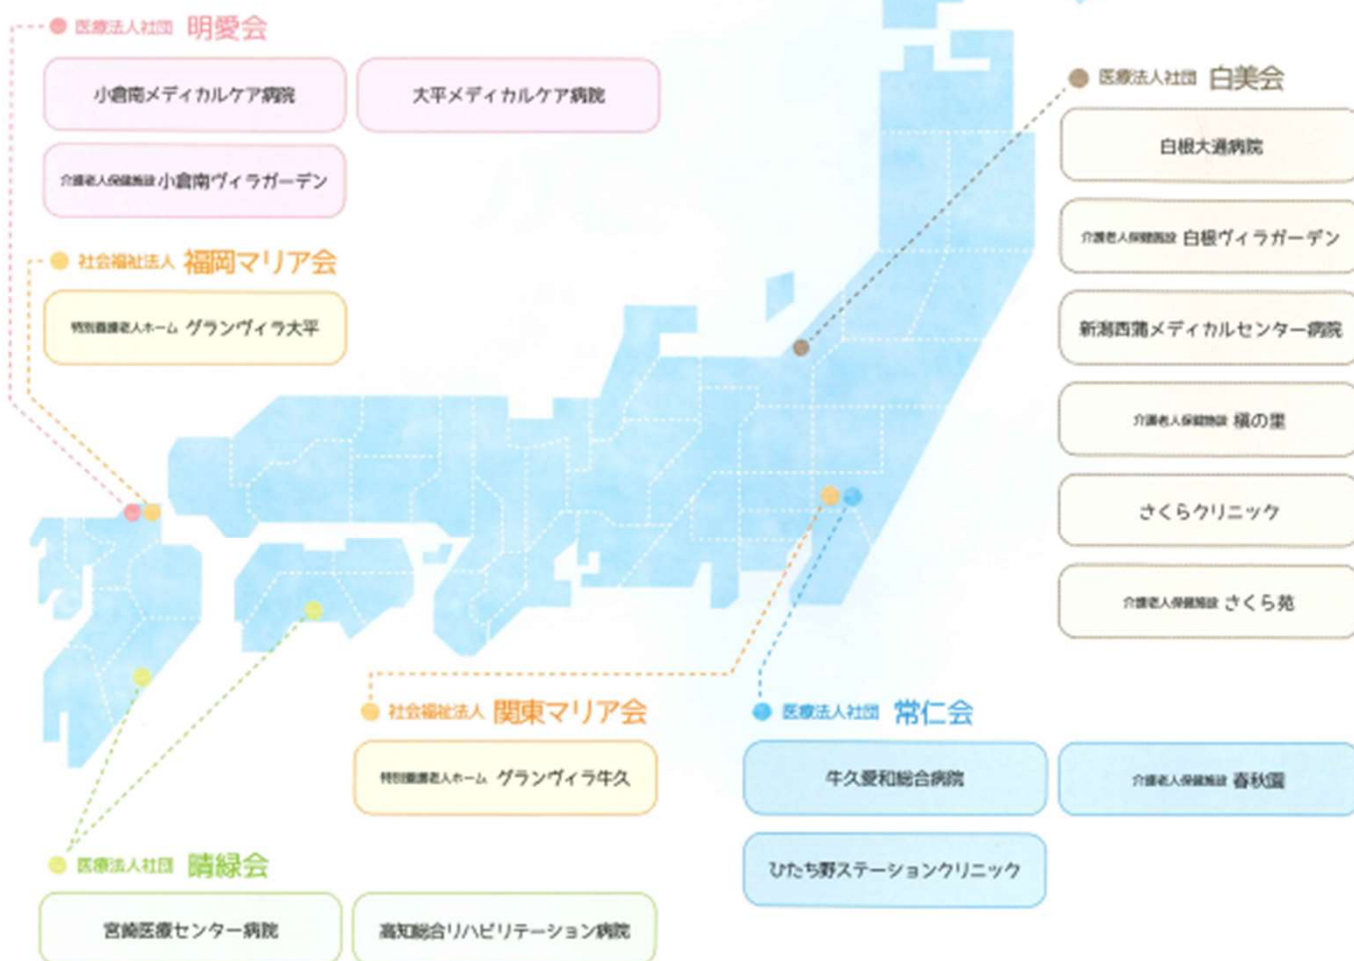 医療法人社団 明愛会
小倉南メディカルケア病院
大平メディカルケア病院
介護老人保健施設 小倉南ヴィラガーデン
社会福祉法人 福岡マリア会
特別養護老人ホーム グランヴィラ大平
医療法人社団 白美会
白根大通病院
介護老人保健施設 白根ヴィラガーデン
新潟西蒲メディカルセンター病院
介護老人保健施設 槇の里
さくらクリニック
介護老人保健施設 さくら苑
社会福祉法人 関東マリア会
特別養護老人ホーム グランヴィラ牛久
医療法人社団 常仁会
牛久愛和総合病院
介護老人保健施設 春秋園
ひたち野ステーションクリニック
医療法人社団 晴緑会
宮崎医療センター病院
高知総合リハビリテーション病院